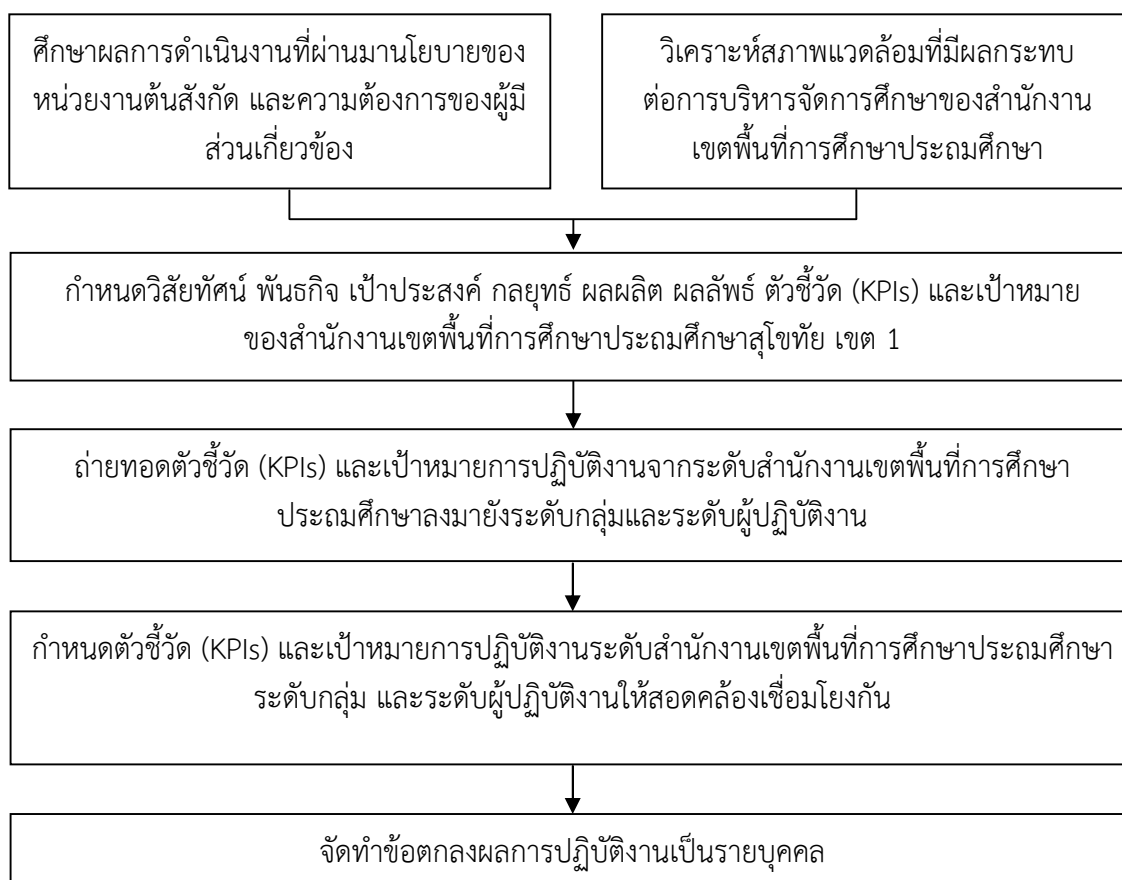 ศึกษาผลการดำเนินงานที่ผ่านมานโยบายของ
หน่วยงานต้นสังกัด และความต้องการของผู้มี
ส่วนเกี่ยวข้อง
วิเคราะห์สภาพแวดล้อมที่มีผลกระทบ
ต่อการบริหารจัดการศึกษาของสำนักงาน
เขตพื้นที่การศึกษาประถมศึกษา
กำหนดวิสัยทัศน์ พันธกิจ เป้าประสงค์ กลยุทธ์ ผลผลิต ผลลัพธ์ ตัวชี้วัด (KPIs) และเป้าหมาย
ของสำนักงานเขตพื้นที่การศึกษาประถมศึกษาสุโขทัย เขต 1
ถ่ายทอดตัวชี้วัด (KPIs) และเป้าหมายการปฏิบัติงานจากระดับสำนักงานเขตพื้นที่การศึกษา
ประถมศึกษาลงมายังระดับกลุ่มและระดับผู้ปฏิบัติงาน
กำหนดตัวชี้วัด (KPIs) และเป้าหมายการปฏิบัติงานระดับสำนักงานเขตพื้นที่การศึกษาประถมศึกษา
ระดับกลุ่ม และระดับผู้ปฏิบัติงานให้สอดคล้องเชื่อมโยงกัน
จัดทำข้อตกลงผลการปฏิบัติงานเป็นรายบุคคล